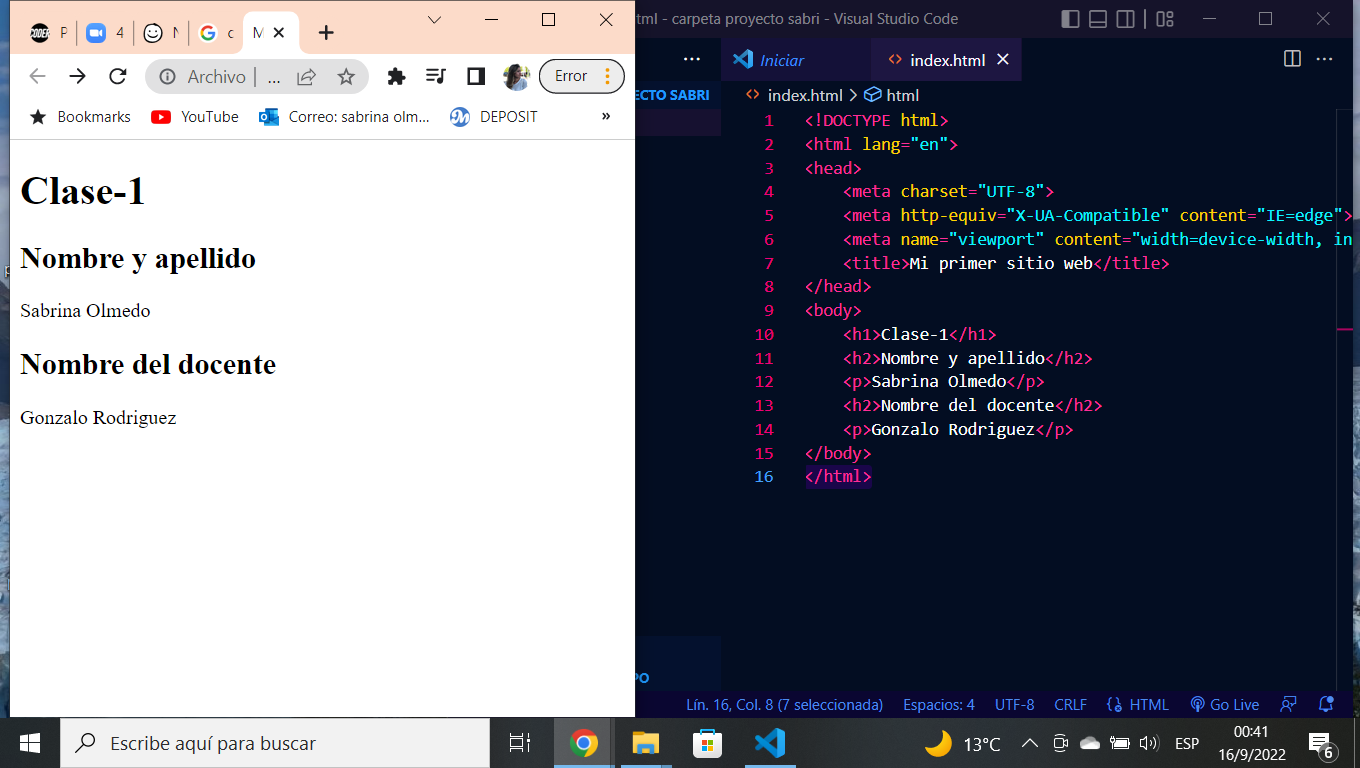 P
4
N
c
M
Archivo | ...
Error
Bookmarks
YouTube
Correo: sabrina olm...
DEPOSIT
»
Clase-1
Nombre y apellido
Sabrina Olmedo
Nombre del docente
Gonzalo Rodriguez
tml - carpeta proyecto sabri - Visual Studio Code
ECTO SABRI
Iniciar
index.html
index.html > html
1 <!DOCTYPE html>
2 <html lang="en">
3 <head>
4 <meta charset="UTF-8">
5 <meta http-equiv="X-UA-Compatible" content="IE=edge">
6 <meta name="viewport" content="width=device-width, in
7 <title>Mi primer sitio web</title>
8 </head>
9 <body>
10 <h1>Clase-1</h1>
11 <h2>Nombre y apellido</h2>
12 <p>Sabrina Olmedo</p>
13 <h2>Nombre del docente</h2>
14 <p>Gonzalo Rodriguez</p>
15 </body>
16 </html>
PO
Lín. 16, Col. 8 (7 seleccionada)
Espacios: 4
UTF-8
CRLF
HTML
Go Live
Escribe aquí para buscar
13°C
ESP
00:41
16/9/2022
6